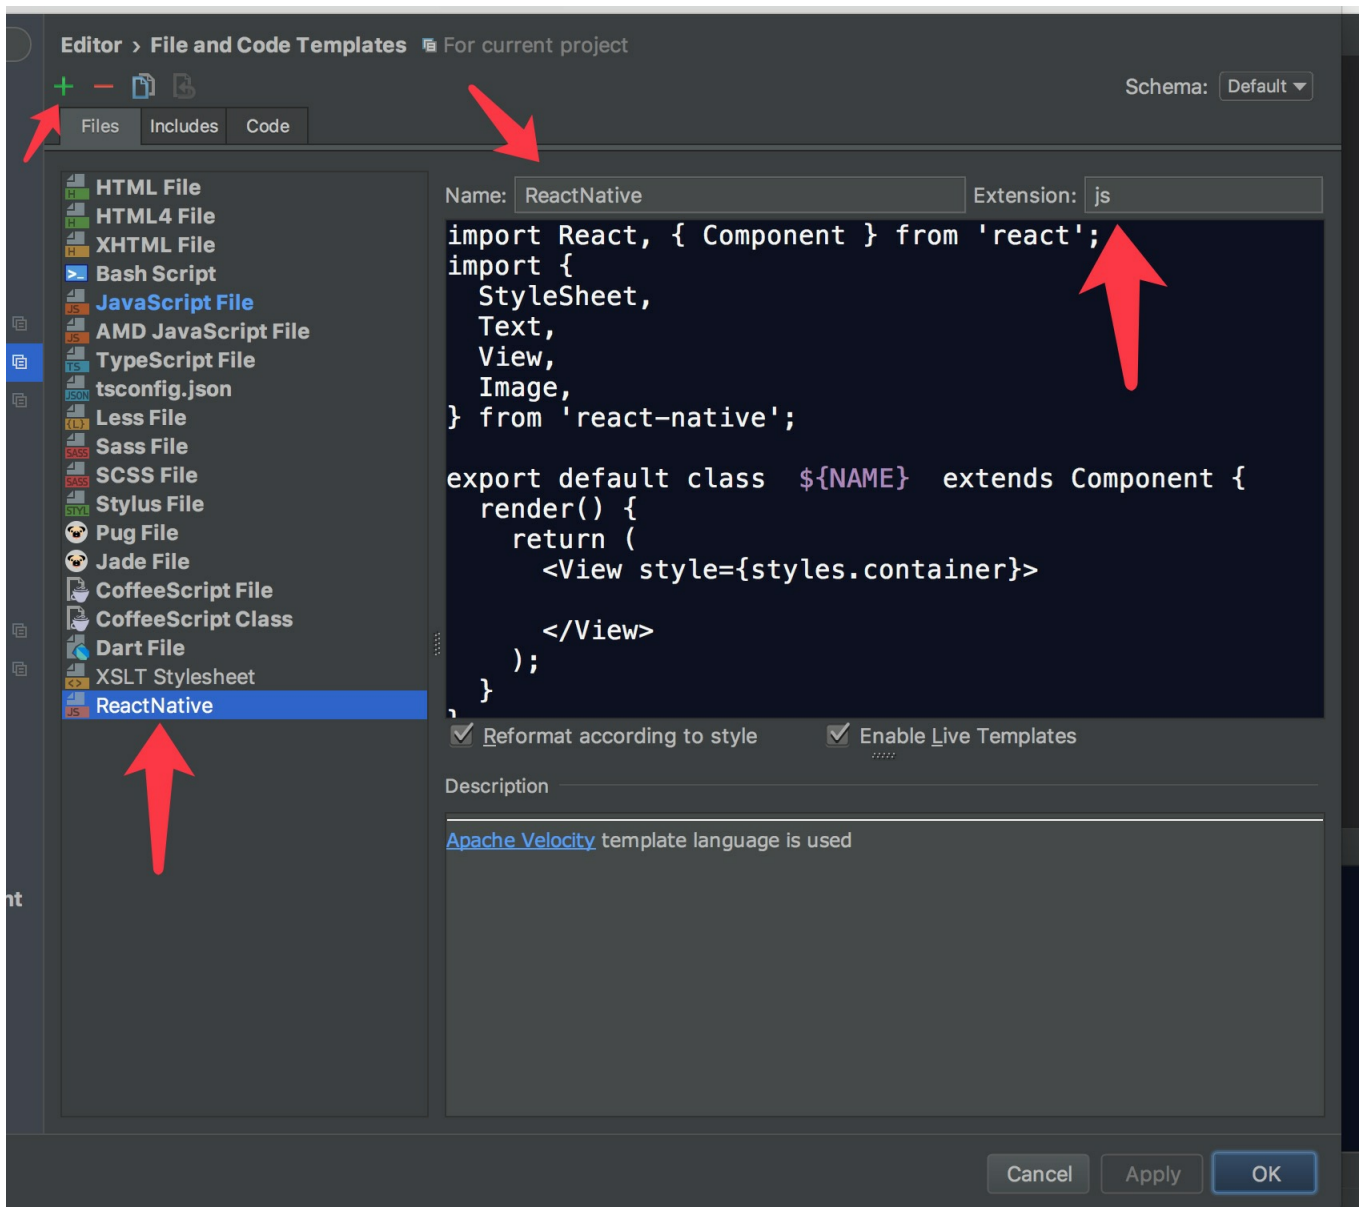 Editor › File and Code Templates For current project
Schema: Default
Files Includes Code
HTML File
HTML4 File
XHTML File
Bash Script
JavaScript File
AMD JavaScript File
TypeScript File
tsconfig.json
Less File
Sass File
SCSS File
Stylus File
Pug File
Jade File
CoffeeScript File
CoffeeScript Class
Dart File
XSLT Stylesheet
ReactNative
Name: ReactNative Extension: js
import React, { Component } from 'react';
import {
  StyleSheet,
  Text,
  View,
  Image,
} from 'react-native';
export default class  ${NAME}  extends Component {
  render() {
    return (
      <View style={styles.container}>
      </View>
    );
  }
}
Reformat according to style Enable Live Templates
Description
Apache Velocity template language is used
nt
Cancel Apply OK